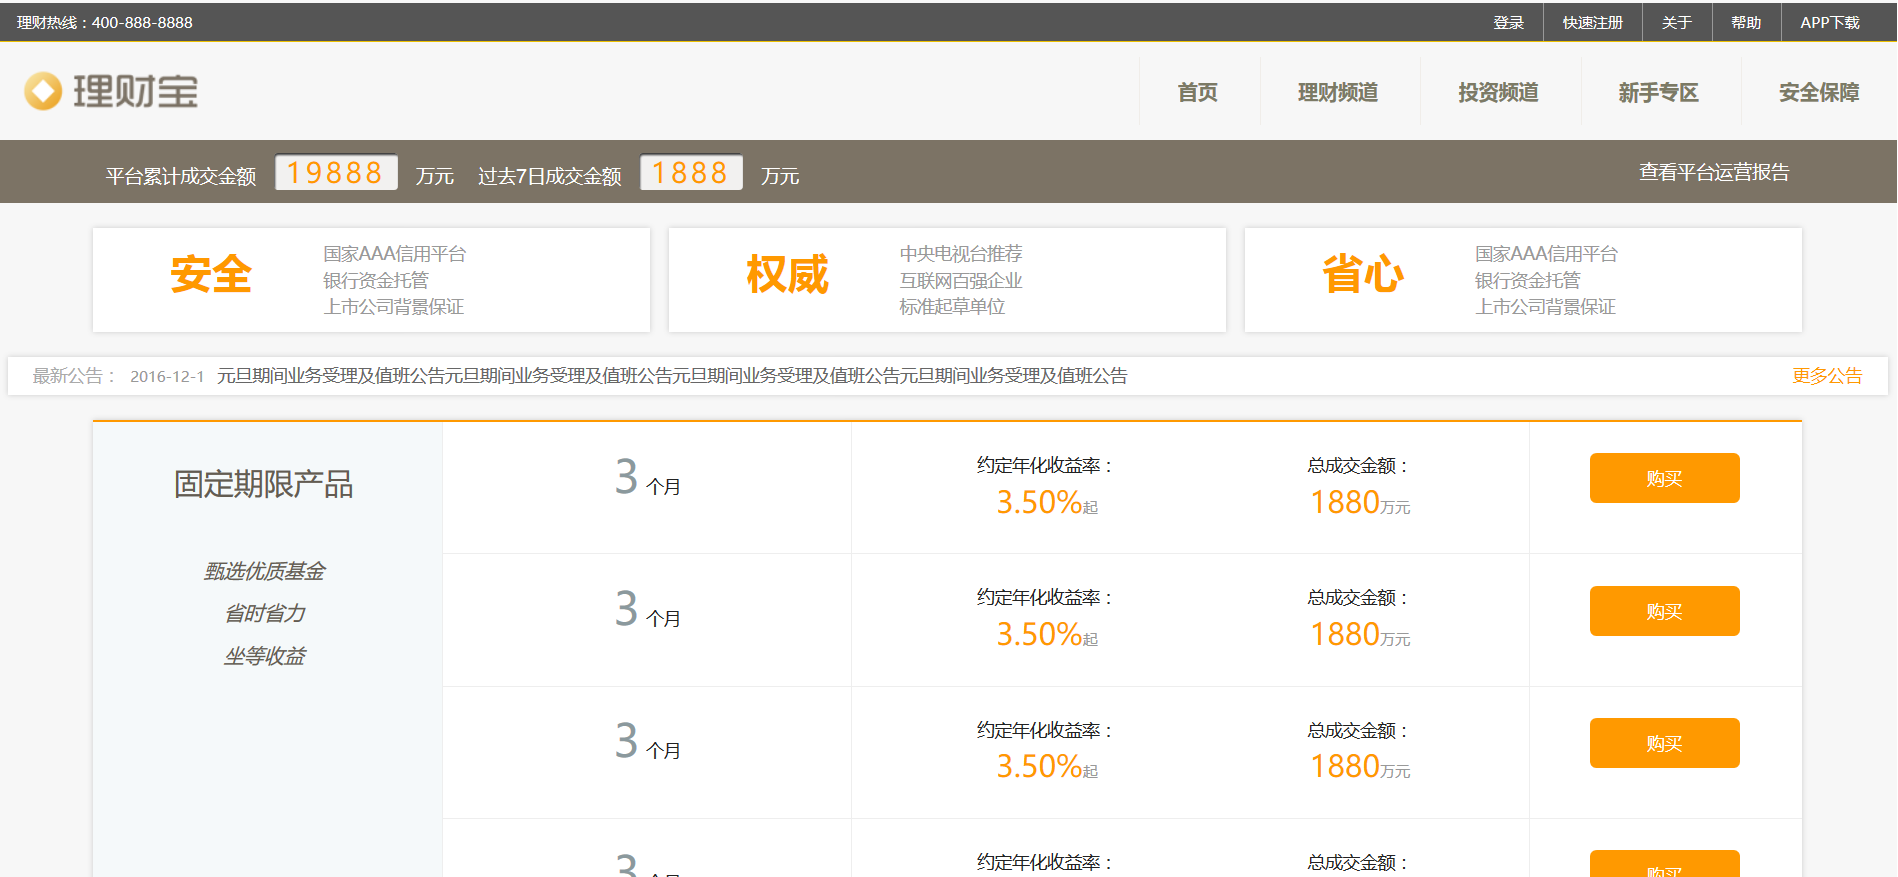 理财热线：400-888-8888
登录 快速注册 关于 帮助 APP下载
理财宝
首页 理财频道 投资频道 新手专区 安全保障
平台累计成交金额 19888 万元 过去7日成交金额 1888 万元
查看平台运营报告
安全
国家AAA信用平台
银行资金托管
上市公司背景保证
权威
中央电视台推荐
互联网百强企业
标准起草单位
省心
国家AAA信用平台
银行资金托管
上市公司背景保证
最新公告： 2016-12-1 元旦期间业务受理及值班公告元旦期间业务受理及值班公告元旦期间业务受理及值班公告元旦期间业务受理及值班公告 更多公告
固定期限产品
甄选优质基金
省时省力
坐等收益
3 个月
约定年化收益率：
3.50%起
总成交金额：
1880万元
购买
3 个月
约定年化收益率：
3.50%起
总成交金额：
1880万元
购买
3 个月
约定年化收益率：
3.50%起
总成交金额：
1880万元
购买
3 个月
约定年化收益率：
总成交金额：
购买